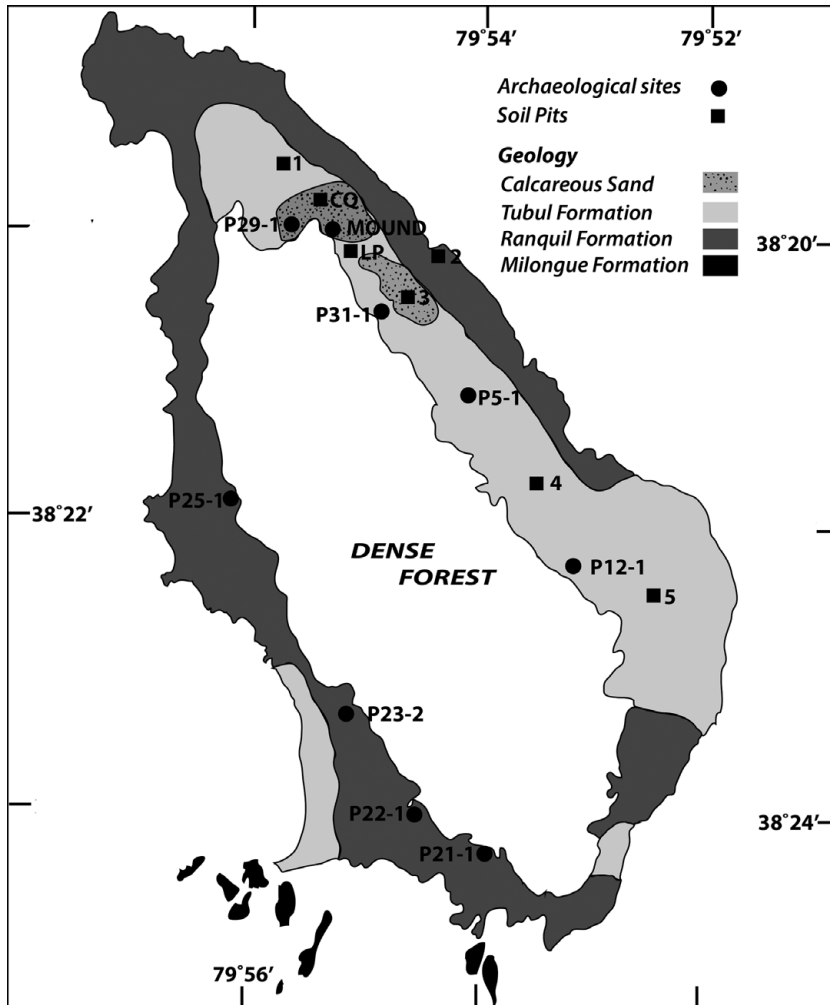 79°54'
79°52'
Archaeological sites
Soil Pits
Geology
Calcareous Sand
Tubul Formation
Ranquil Formation
Milongue Formation
1
CQ
P29-1
MOUND
LP
2
38°20'
3
P31-1
P5-1
4
P25-1
38°22'
DENSE
FOREST
P12-1
5
P23-2
P22-1
38°24'
P21-1
79°56'